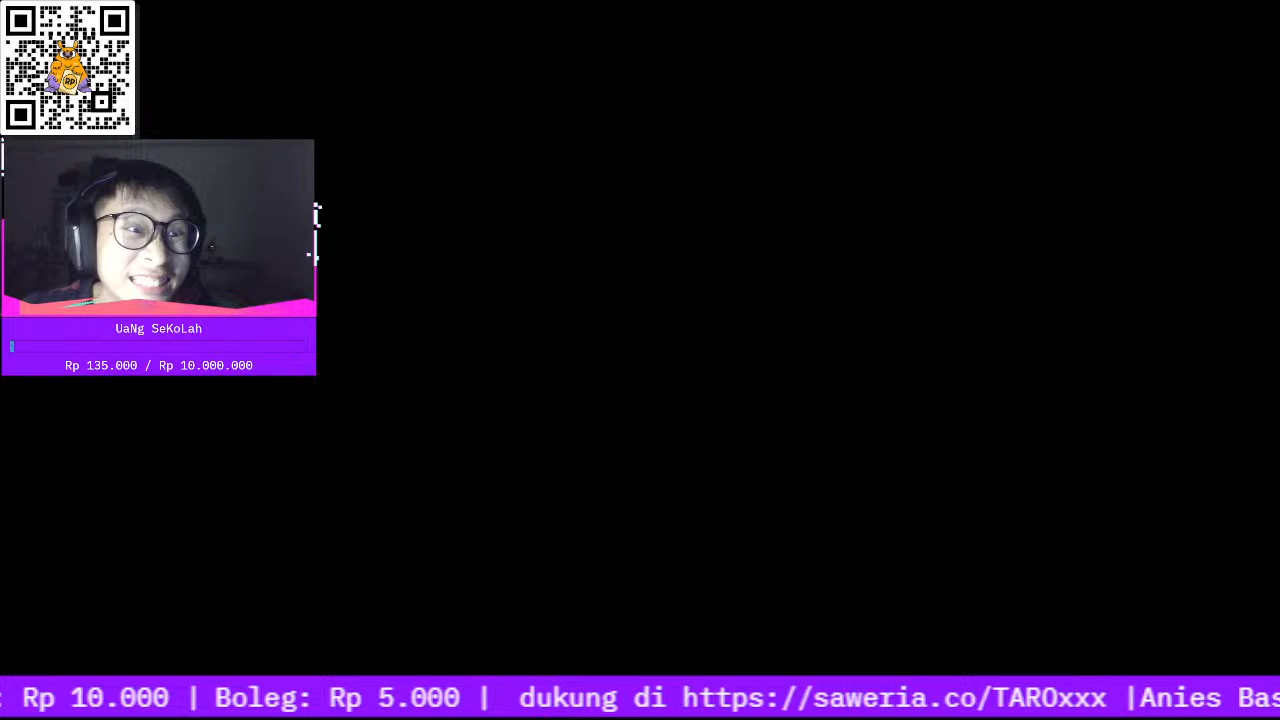 RP
UaNg SeKoLah
Rp 135.000 / Rp 10.000.000
: Rp 10.000 | Boleg: Rp 5.000 |  dukung di https://saweria.co/TAROxxx |Anies Bas